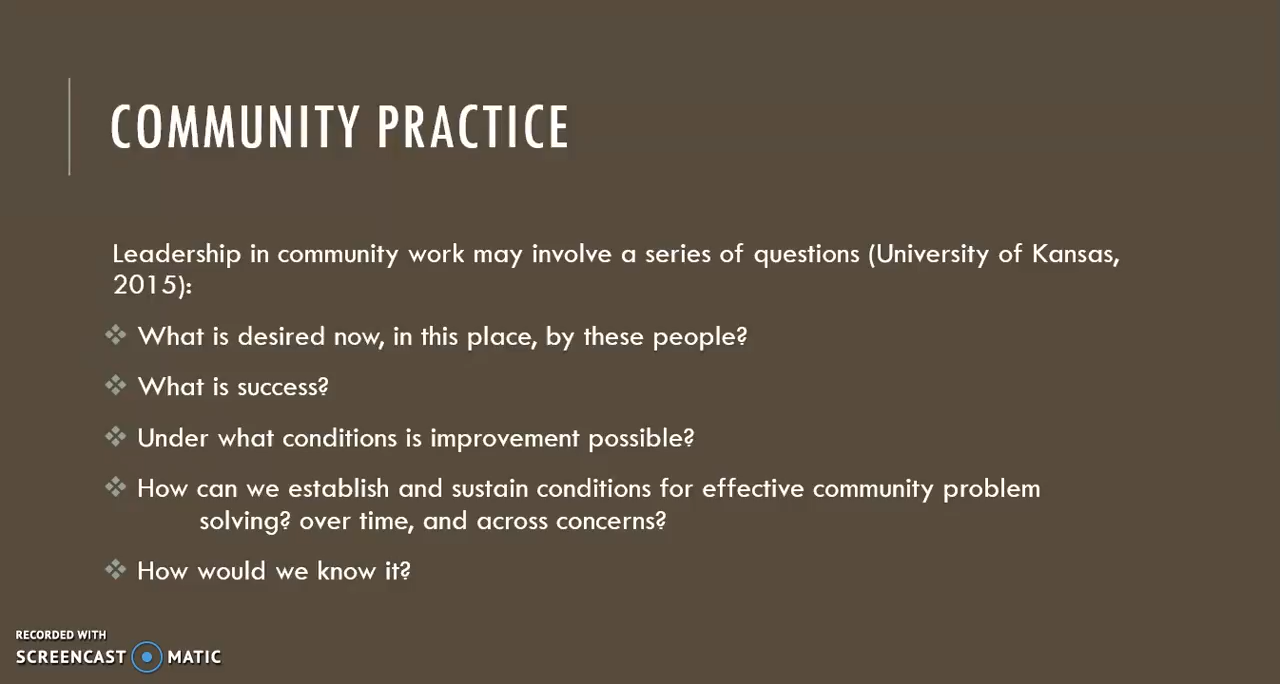 COMMUNITY PRACTICE
Leadership in community work may involve a series of questions (University of Kansas,
2015):
❖ What is desired now, in this place, by these people?
❖ What is success?
❖ Under what conditions is improvement possible?
❖ How can we establish and sustain conditions for effective community problem
solving? over time, and across concerns?
❖ How would we know it?
RECORDED WITH
SCREENCAST MATIC